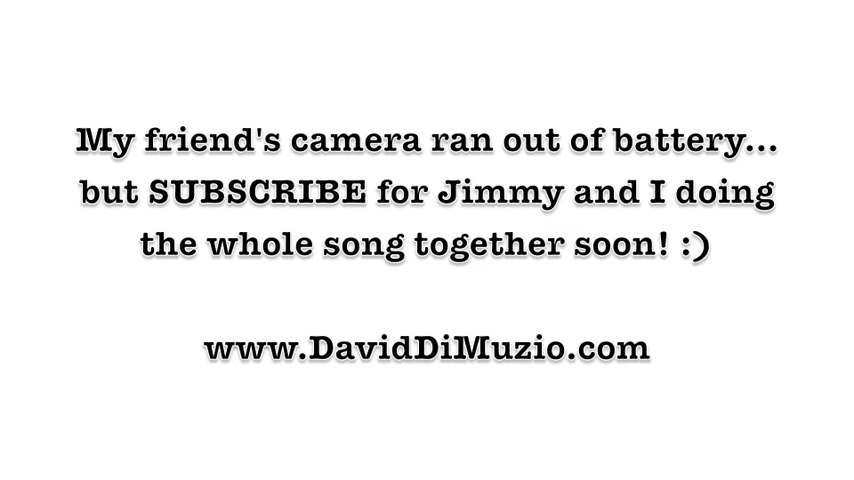 My friend's camera ran out of battery...
but SUBSCRIBE for Jimmy and I doing
the whole song together soon! :)
www.DavidDiMuzio.com